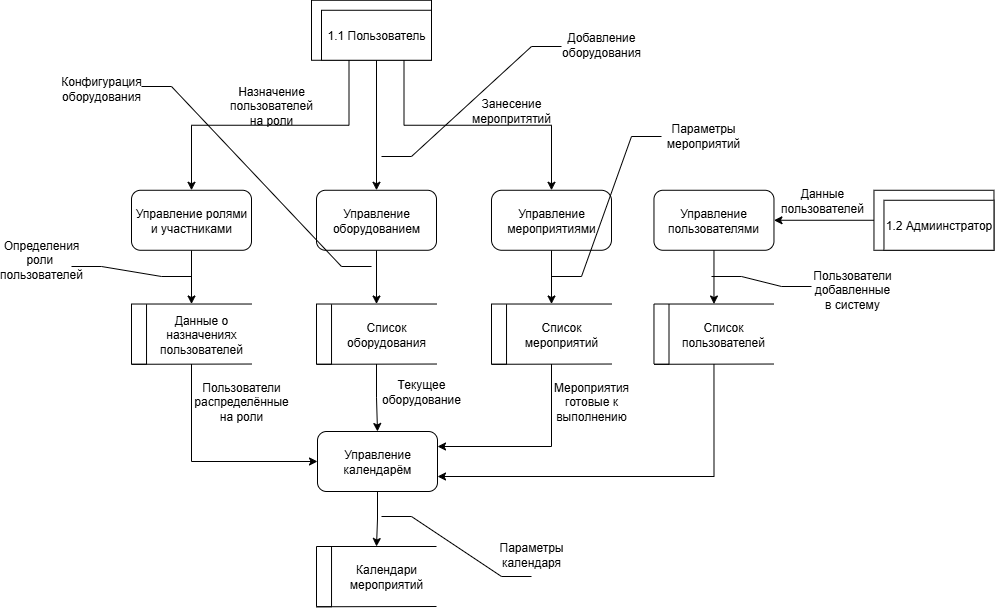 1.1 Пользователь
Добавление
оборудования
Конфигурация
оборудования
Назначение
пользователей
на роли
Занесение
меропритятий
Параметры
мероприятий
Данные
пользователей
Управление ролями
и участниками
Управление
оборудованием
Управление
мероприятиями
Управление
пользователями
1.2 Адмиинстратор
Определения
роли
пользователей
Пользователи
добавленные
в систему
Данные о
назначениях
пользователей
Список
оборудования
Список
мероприятий
Список
пользователей
Пользователи
распределённые
на роли
Текущее
оборудование
Мероприятия
готовые к
выполнению
Управление
календарём
Параметры
календаря
Календари
мероприятий